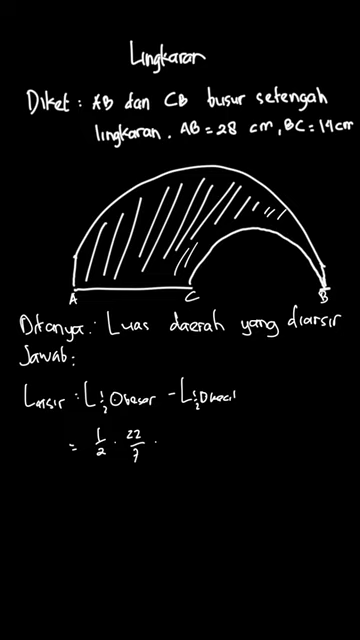 Lingkaran
Diket : AB dan CB busur setengah
lingkaran. AB = 28 cm, BC = 14 cm
A C B
Ditanya : Luas daerah yang diarsir
Jawab :
Larsir : L½⊙besar - L½⊙kecil
= 1/2 . 22/7 .